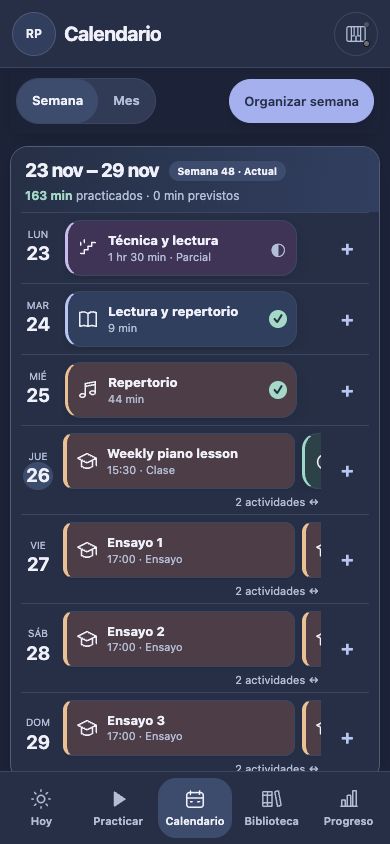 RP Calendario
Semana Mes Organizar semana
23 nov – 29 nov Semana 48 · Actual
163 min practicados · 0 min previstos
LUN
23
Técnica y lectura
1 hr 30 min · Parcial
+
MAR
24
Lectura y repertorio
9 min
+
MIÉ
25
Repertorio
44 min
+
JUE
26
Weekly piano lesson
15:30 · Clase
+
2 actividades ↔
VIE
27
Ensayo 1
17:00 · Ensayo
+
2 actividades ↔
SÁB
28
Ensayo 2
17:00 · Ensayo
+
2 actividades ↔
DOM
29
Ensayo 3
17:00 · Ensayo
+
2 actividades ↔
Hoy Practicar Calendario Biblioteca Progreso